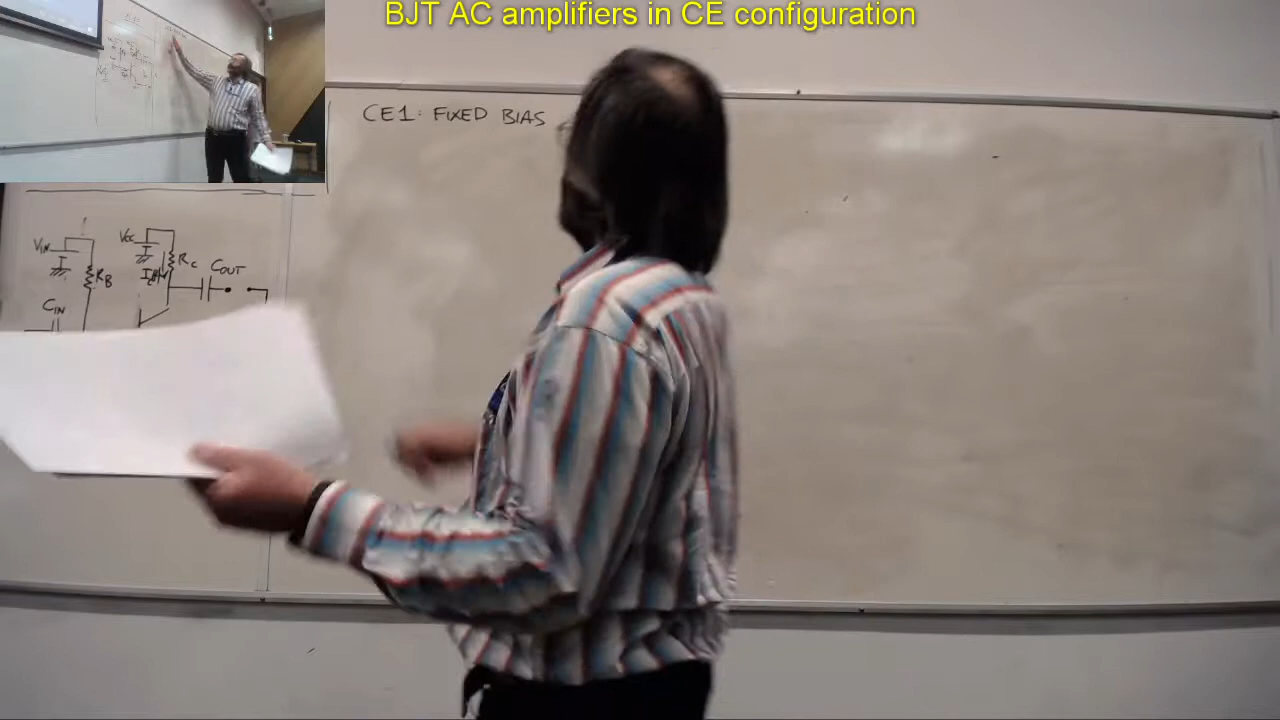 BJT AC amplifiers in CE configuration
CE1: FIXED BIAS
VIN
RB
CIN
VCC
RC
COUT